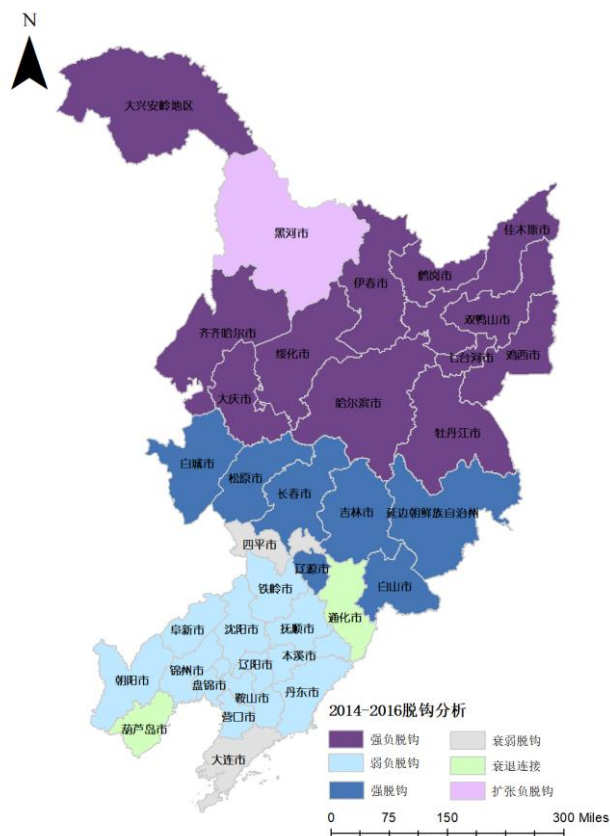 N
大兴安岭地区
黑河市
佳木斯市
鹤岗市
伊春市
双鸭山市
齐齐哈尔市
绥化市
七台河市
鸡西市
大庆市
哈尔滨市
牡丹江市
白城市
松原市
长春市
吉林市
延边朝鲜族自治州
四平市
辽源市
铁岭市
白山市
通化市
阜新市
沈阳市
抚顺市
本溪市
朝阳市
锦州市
辽阳市
盘锦市
鞍山市
丹东市
营口市
葫芦岛市
大连市
2014-2016脱钩分析
强负脱钩
衰弱脱钩
弱负脱钩
衰退连接
强脱钩
扩张负脱钩
0 75 150 300 Miles